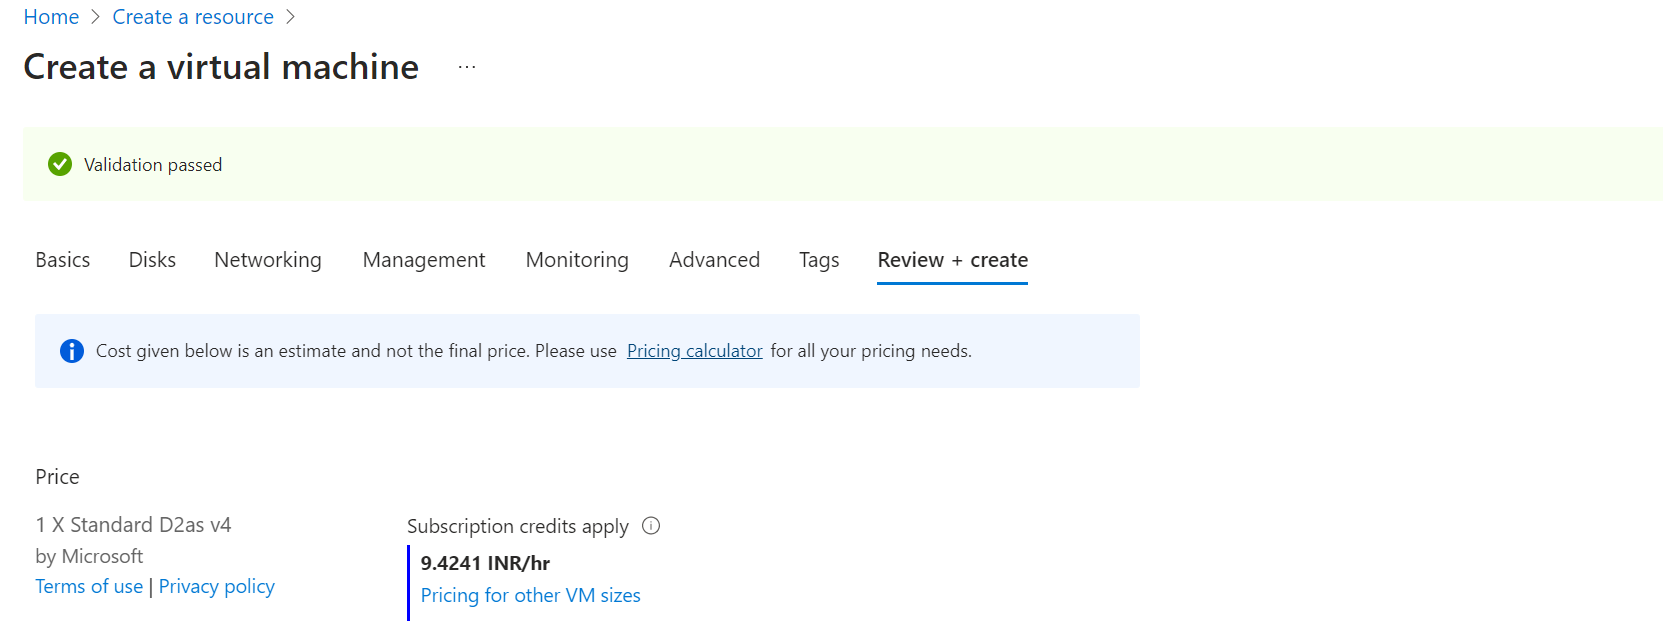 Home > Create a resource >
Create a virtual machine ...
Validation passed
Basics Disks Networking Management Monitoring Advanced Tags Review + create
Cost given below is an estimate and not the final price. Please use Pricing calculator for all your pricing needs.
Price
1 X Standard D2as v4
by Microsoft
Terms of use | Privacy policy
Subscription credits apply
9.4241 INR/hr
Pricing for other VM sizes